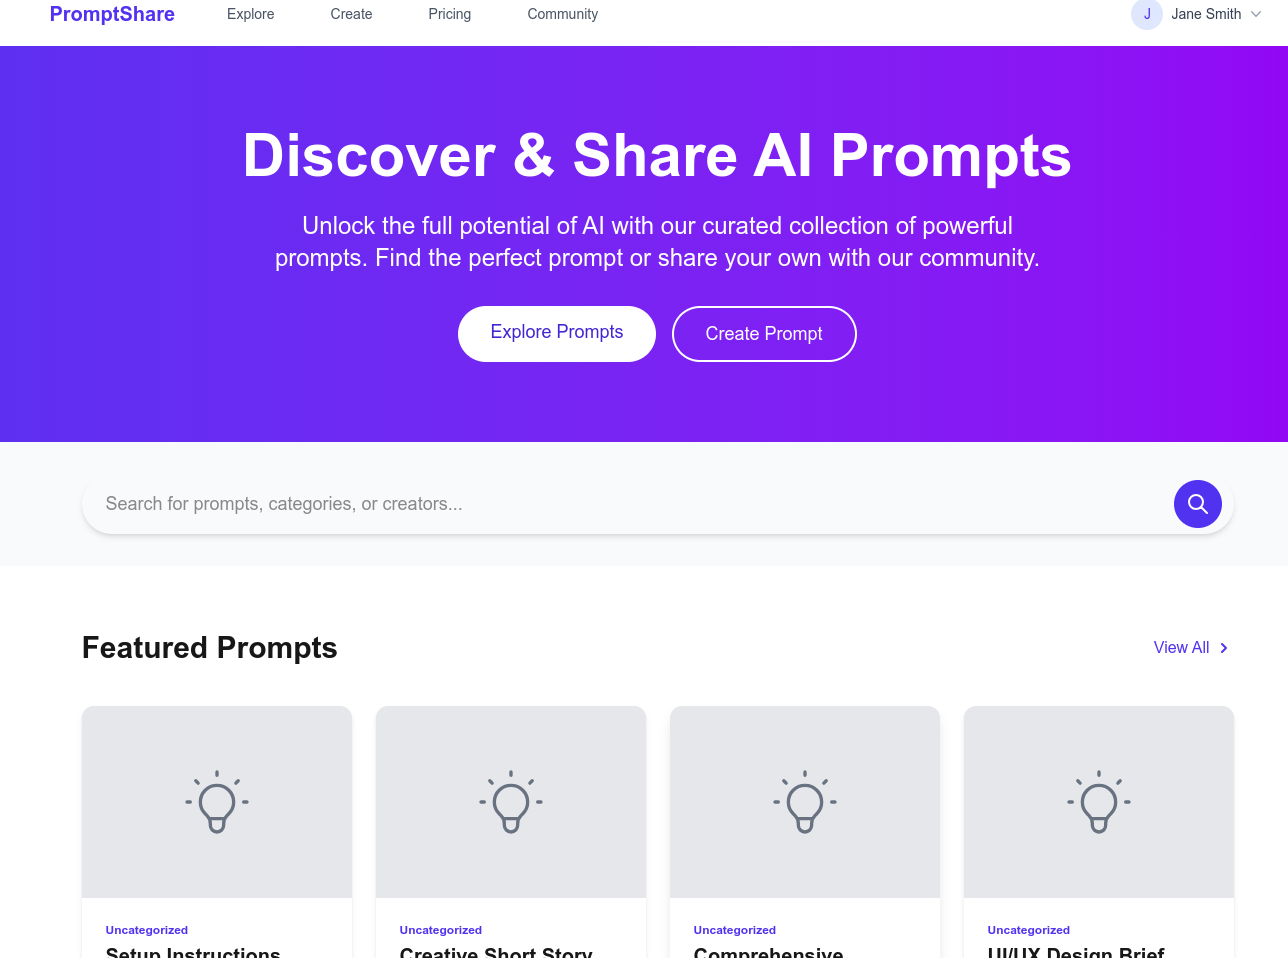 PromptShare Explore Create Pricing Community J Jane Smith
Discover & Share AI Prompts
Unlock the full potential of AI with our curated collection of powerful
prompts. Find the perfect prompt or share your own with our community.
Explore Prompts Create Prompt
Search for prompts, categories, or creators...
Featured Prompts View All
Uncategorized Uncategorized Uncategorized Uncategorized
Setup Instructions Creative Short Story Comprehensive UI/UX Design Brief